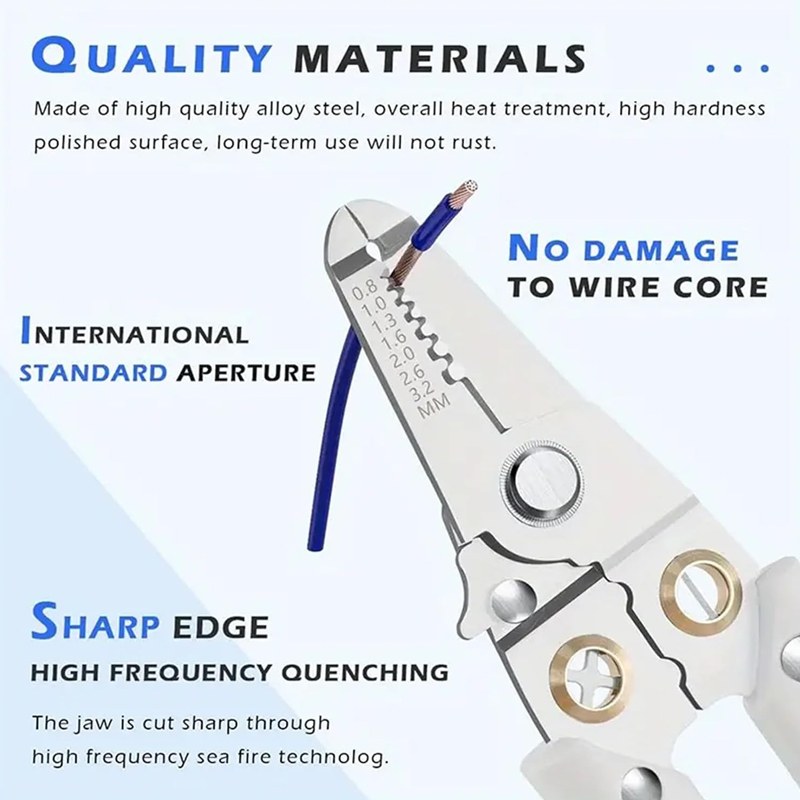 QUALITY MATERIALS
Made of high quality alloy steel, overall heat treatment, high hardness
polished surface, long-term use will not rust.
NO DAMAGE
TO WIRE CORE
INTERNATIONAL
STANDARD APERTURE
0.8
1.0
1.3
1.6
2.0
2.6
3.2
MM
SHARP EDGE
HIGH FREQUENCY QUENCHING
The jaw is cut sharp through
high frequency sea fire technolog.